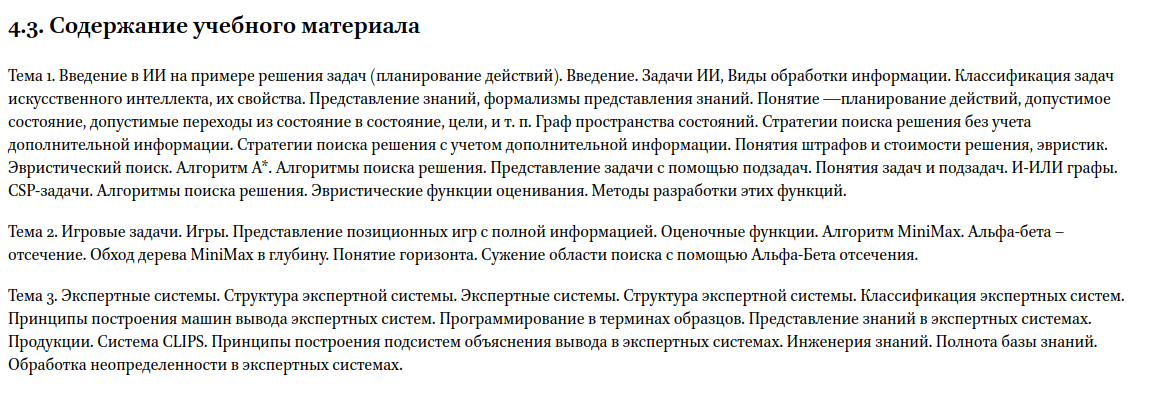 4.3. Содержание учебного материала
Тема 1. Введение в ИИ на примере решения задач (планирование действий). Введение. Задачи ИИ, Виды обработки информации. Классификация задач
искусственного интеллекта, их свойства. Представление знаний, формализмы представления знаний. Понятие —планирование действий, допустимое
состояние, допустимые переходы из состояние в состояние, цели, и т. п. Граф пространства состояний. Стратегии поиска решения без учета
дополнительной информации. Стратегии поиска решения с учетом дополнительной информации. Понятия штрафов и стоимости решения, эвристик.
Эвристический поиск. Алгоритм A*. Алгоритмы поиска решения. Представление задачи с помощью подзадач. Понятия задач и подзадач. И-ИЛИ графы.
CSP-задачи. Алгоритмы поиска решения. Эвристические функции оценивания. Методы разработки этих функций.
Тема 2. Игровые задачи. Игры. Представление позиционных игр с полной информацией. Оценочные функции. Алгоритм MiniMax. Альфа-бета –
отсечение. Обход дерева MiniMax в глубину. Понятие горизонта. Сужение области поиска с помощью Альфа-Бета отсечения.
Тема 3. Экспертные системы. Структура экспертной системы. Экспертные системы. Структура экспертной системы. Классификация экспертных систем.
Принципы построения машин вывода экспертных систем. Программирование в терминах образцов. Представление знаний в экспертных системах.
Продукции. Система CLIPS. Принципы построения подсистем объяснения вывода в экспертных системах. Инженерия знаний. Полнота базы знаний.
Обработка неопределенности в экспертных системах.